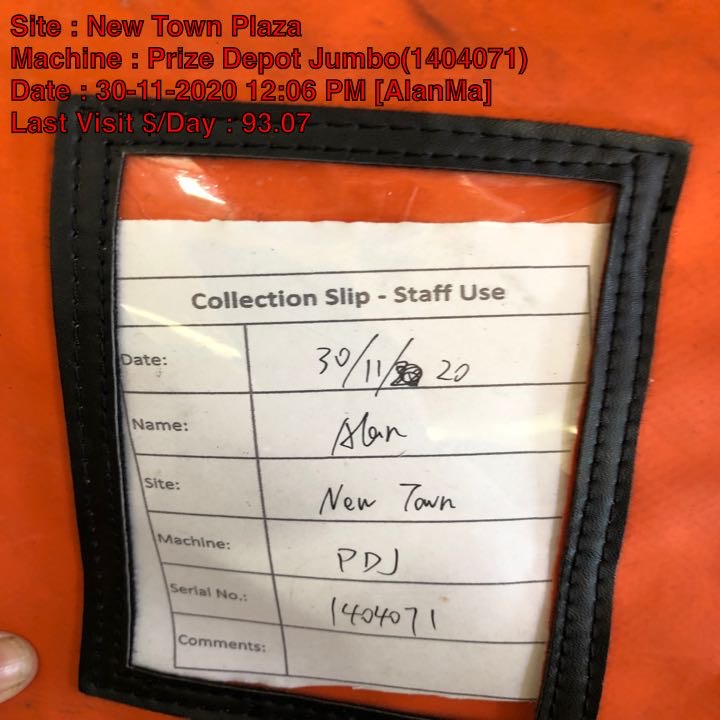 Site : New Town Plaza
Machine : Prize Depot Jumbo(1404071)
Date : 30-11-2020 12:06 PM [AlanMa]
Last Visit $/Day : 93.07
Collection Slip - Staff Use
Date: 30/11/ 20
Name: Alan
Site: New Town
Machine: PDJ
Serial No.: 1404071
Comments: